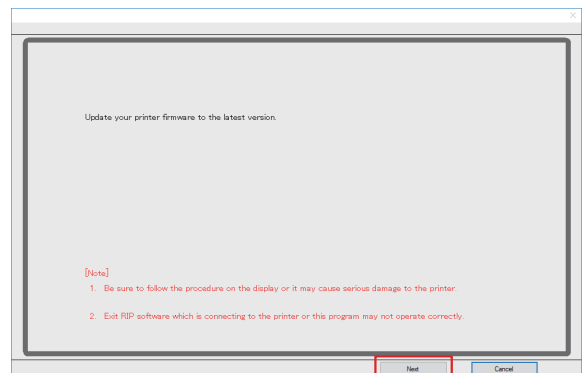 Update your printer firmware to the latest version.
[Note]
1. Be sure to follow the procedure on the display or it may cause serious damage to the printer.
2. Exit RIP software which is connecting to the printer or this program may not operate correctly.
Next Cancel